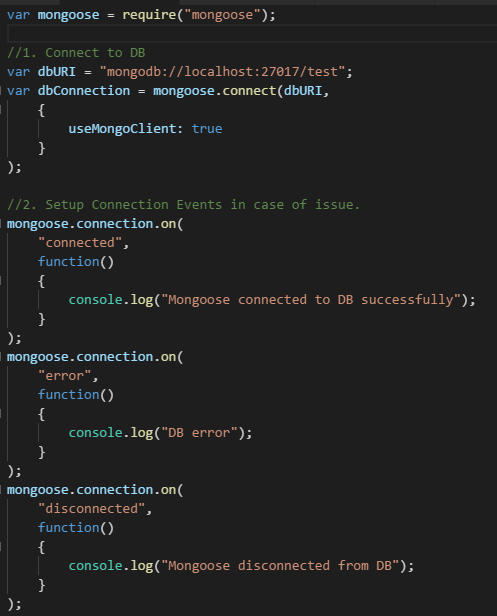 var mongoose = require("mongoose");
//1. Connect to DB
var dbURI = "mongodb://localhost:27017/test";
var dbConnection = mongoose.connect(dbURI,
    {
        useMongoClient: true
    }
);
//2. Setup Connection Events in case of issue.
mongoose.connection.on(
    "connected",
    function()
    {
        console.log("Mongoose connected to DB successfully");
    }
);
mongoose.connection.on(
    "error",
    function()
    {
        console.log("DB error");
    }
);
mongoose.connection.on(
    "disconnected",
    function()
    {
        console.log("Mongoose disconnected from DB");
    }
);